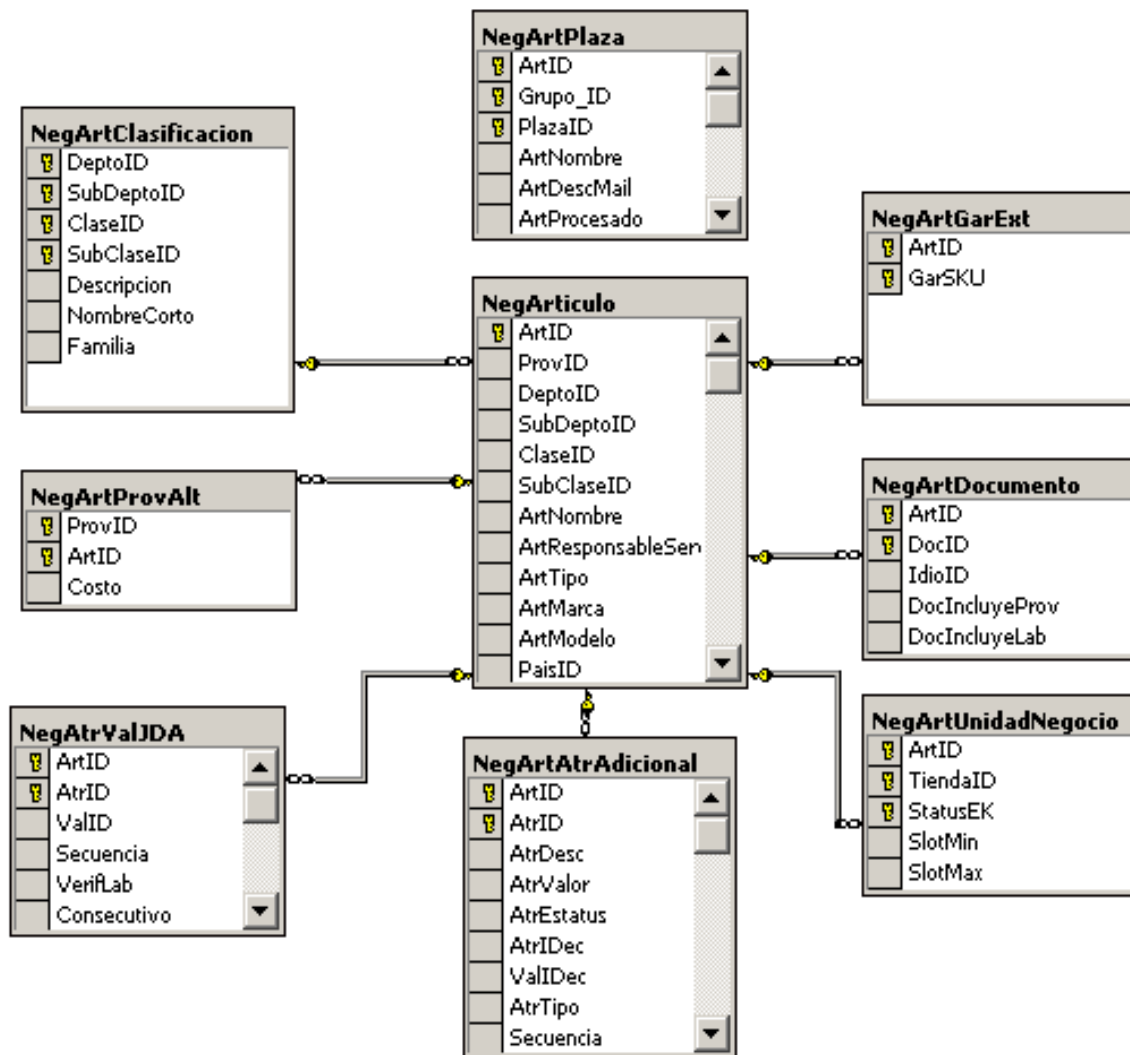 NegArtPlaza
ArtID
Grupo_ID
PlazaID
ArtNombre
ArtDescMail
ArtProcesado
NegArtClasificacion
DeptoID
SubDeptoID
ClaseID
SubClaseID
Descripcion
NombreCorto
Familia
NegArtGarExt
ArtID
GarSKU
NegArticulo
ArtID
ProvID
DeptoID
SubDeptoID
ClaseID
SubClaseID
ArtNombre
ArtResponsableSen
ArtTipo
ArtMarca
ArtModelo
PaisID
NegArtProvAlt
ProvID
ArtID
Costo
NegArtDocumento
ArtID
DocID
IdioID
DocIncluyeProv
DocIncluyeLab
NegAtrValJDA
ArtID
AtrID
ValID
Secuencia
VerifLab
Consecutivo
NegArtAtrAdicional
ArtID
AtrID
AtrDesc
AtrValor
AtrEstatus
AtrIDec
ValIDec
AtrTipo
Secuencia
NegArtUnidadNegocio
ArtID
TiendaID
StatusEK
SlotMin
SlotMax